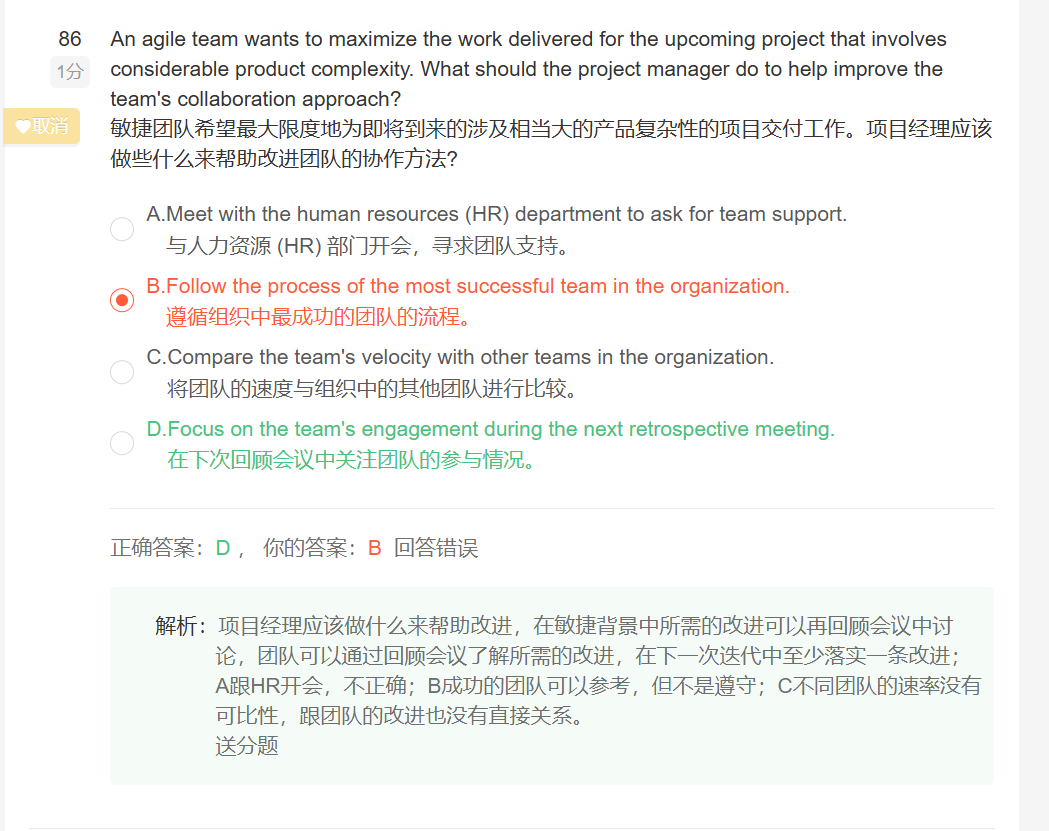 86
An agile team wants to maximize the work delivered for the upcoming project that involves
1分
considerable product complexity. What should the project manager do to help improve the
team's collaboration approach?
取消
敏捷团队希望最大限度地为即将到来的涉及相当大的产品复杂性的项目交付工作。项目经理应该
做些什么来帮助改进团队的协作方法?
A.Meet with the human resources (HR) department to ask for team support.
与人力资源 (HR) 部门开会，寻求团队支持。
B.Follow the process of the most successful team in the organization.
遵循组织中最成功的团队的流程。
C.Compare the team's velocity with other teams in the organization.
将团队的速度与组织中的其他团队进行比较。
D.Focus on the team's engagement during the next retrospective meeting.
在下次回顾会议中关注团队的参与情况。
正确答案：D ， 你的答案：B 回答错误
解析：项目经理应该做什么来帮助改进，在敏捷背景中所需的改进可以再回顾会议中讨
论，团队可以通过回顾会议了解所需的改进，在下一次迭代中至少落实一条改进；
A跟HR开会，不正确；B成功的团队可以参考，但不是遵守；C不同团队的速率没有
可比性，跟团队的改进也没有直接关系。
送分题